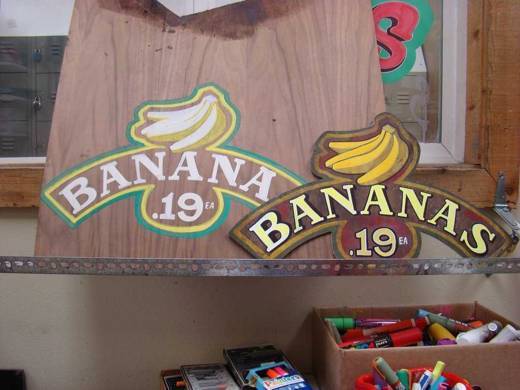 BANANA
.19 EA
BANANAS
.19 EA
S